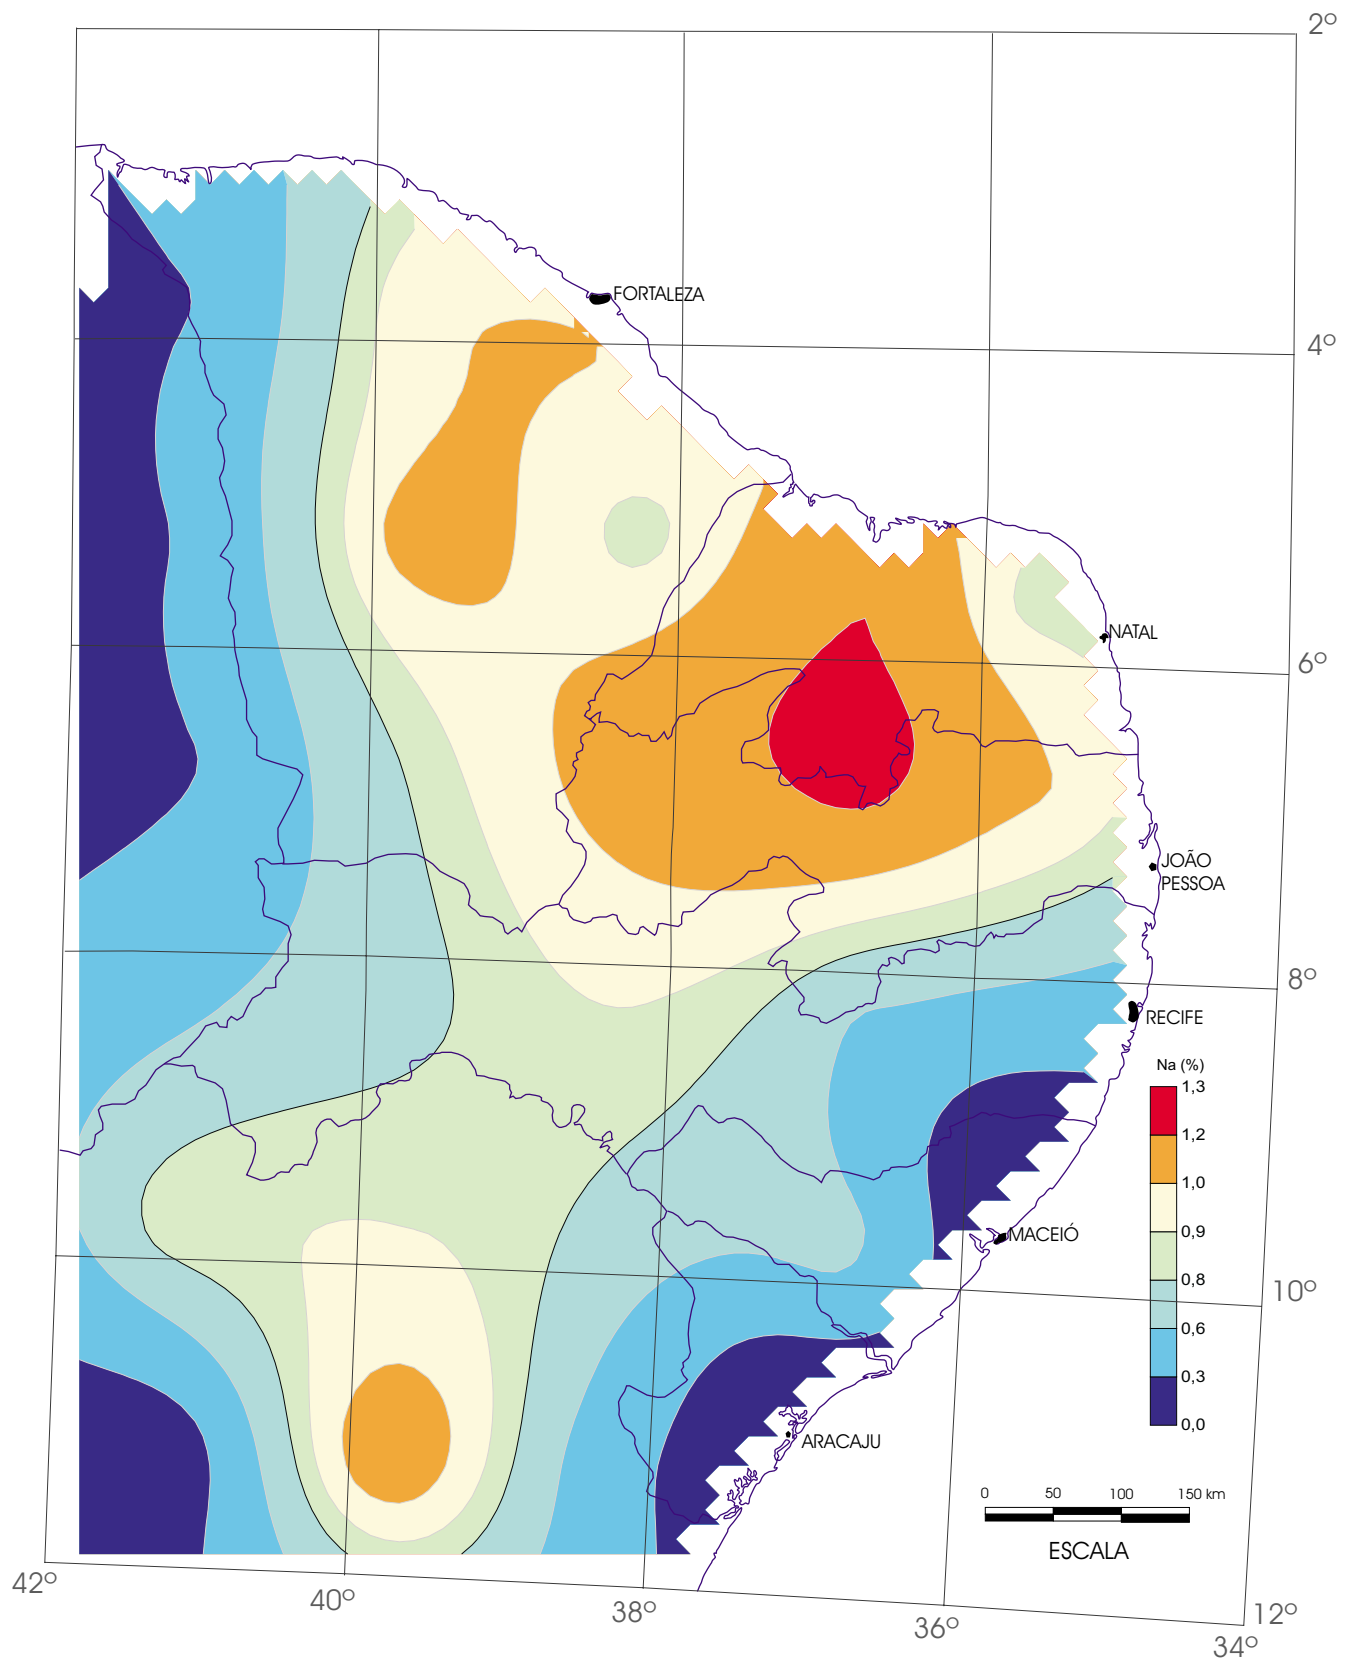 2º
FORTALEZA
4º
NATAL
6º
JOÃO
PESSOA
8º
RECIFE
Na (%)
1,3
1,2
1,0
0,9
0,8
0,6
0,3
0,0
MACEIÓ
10º
ARACAJU
0 50 100 150 km
ESCALA
42º
40º
38º
36º
12º
34º